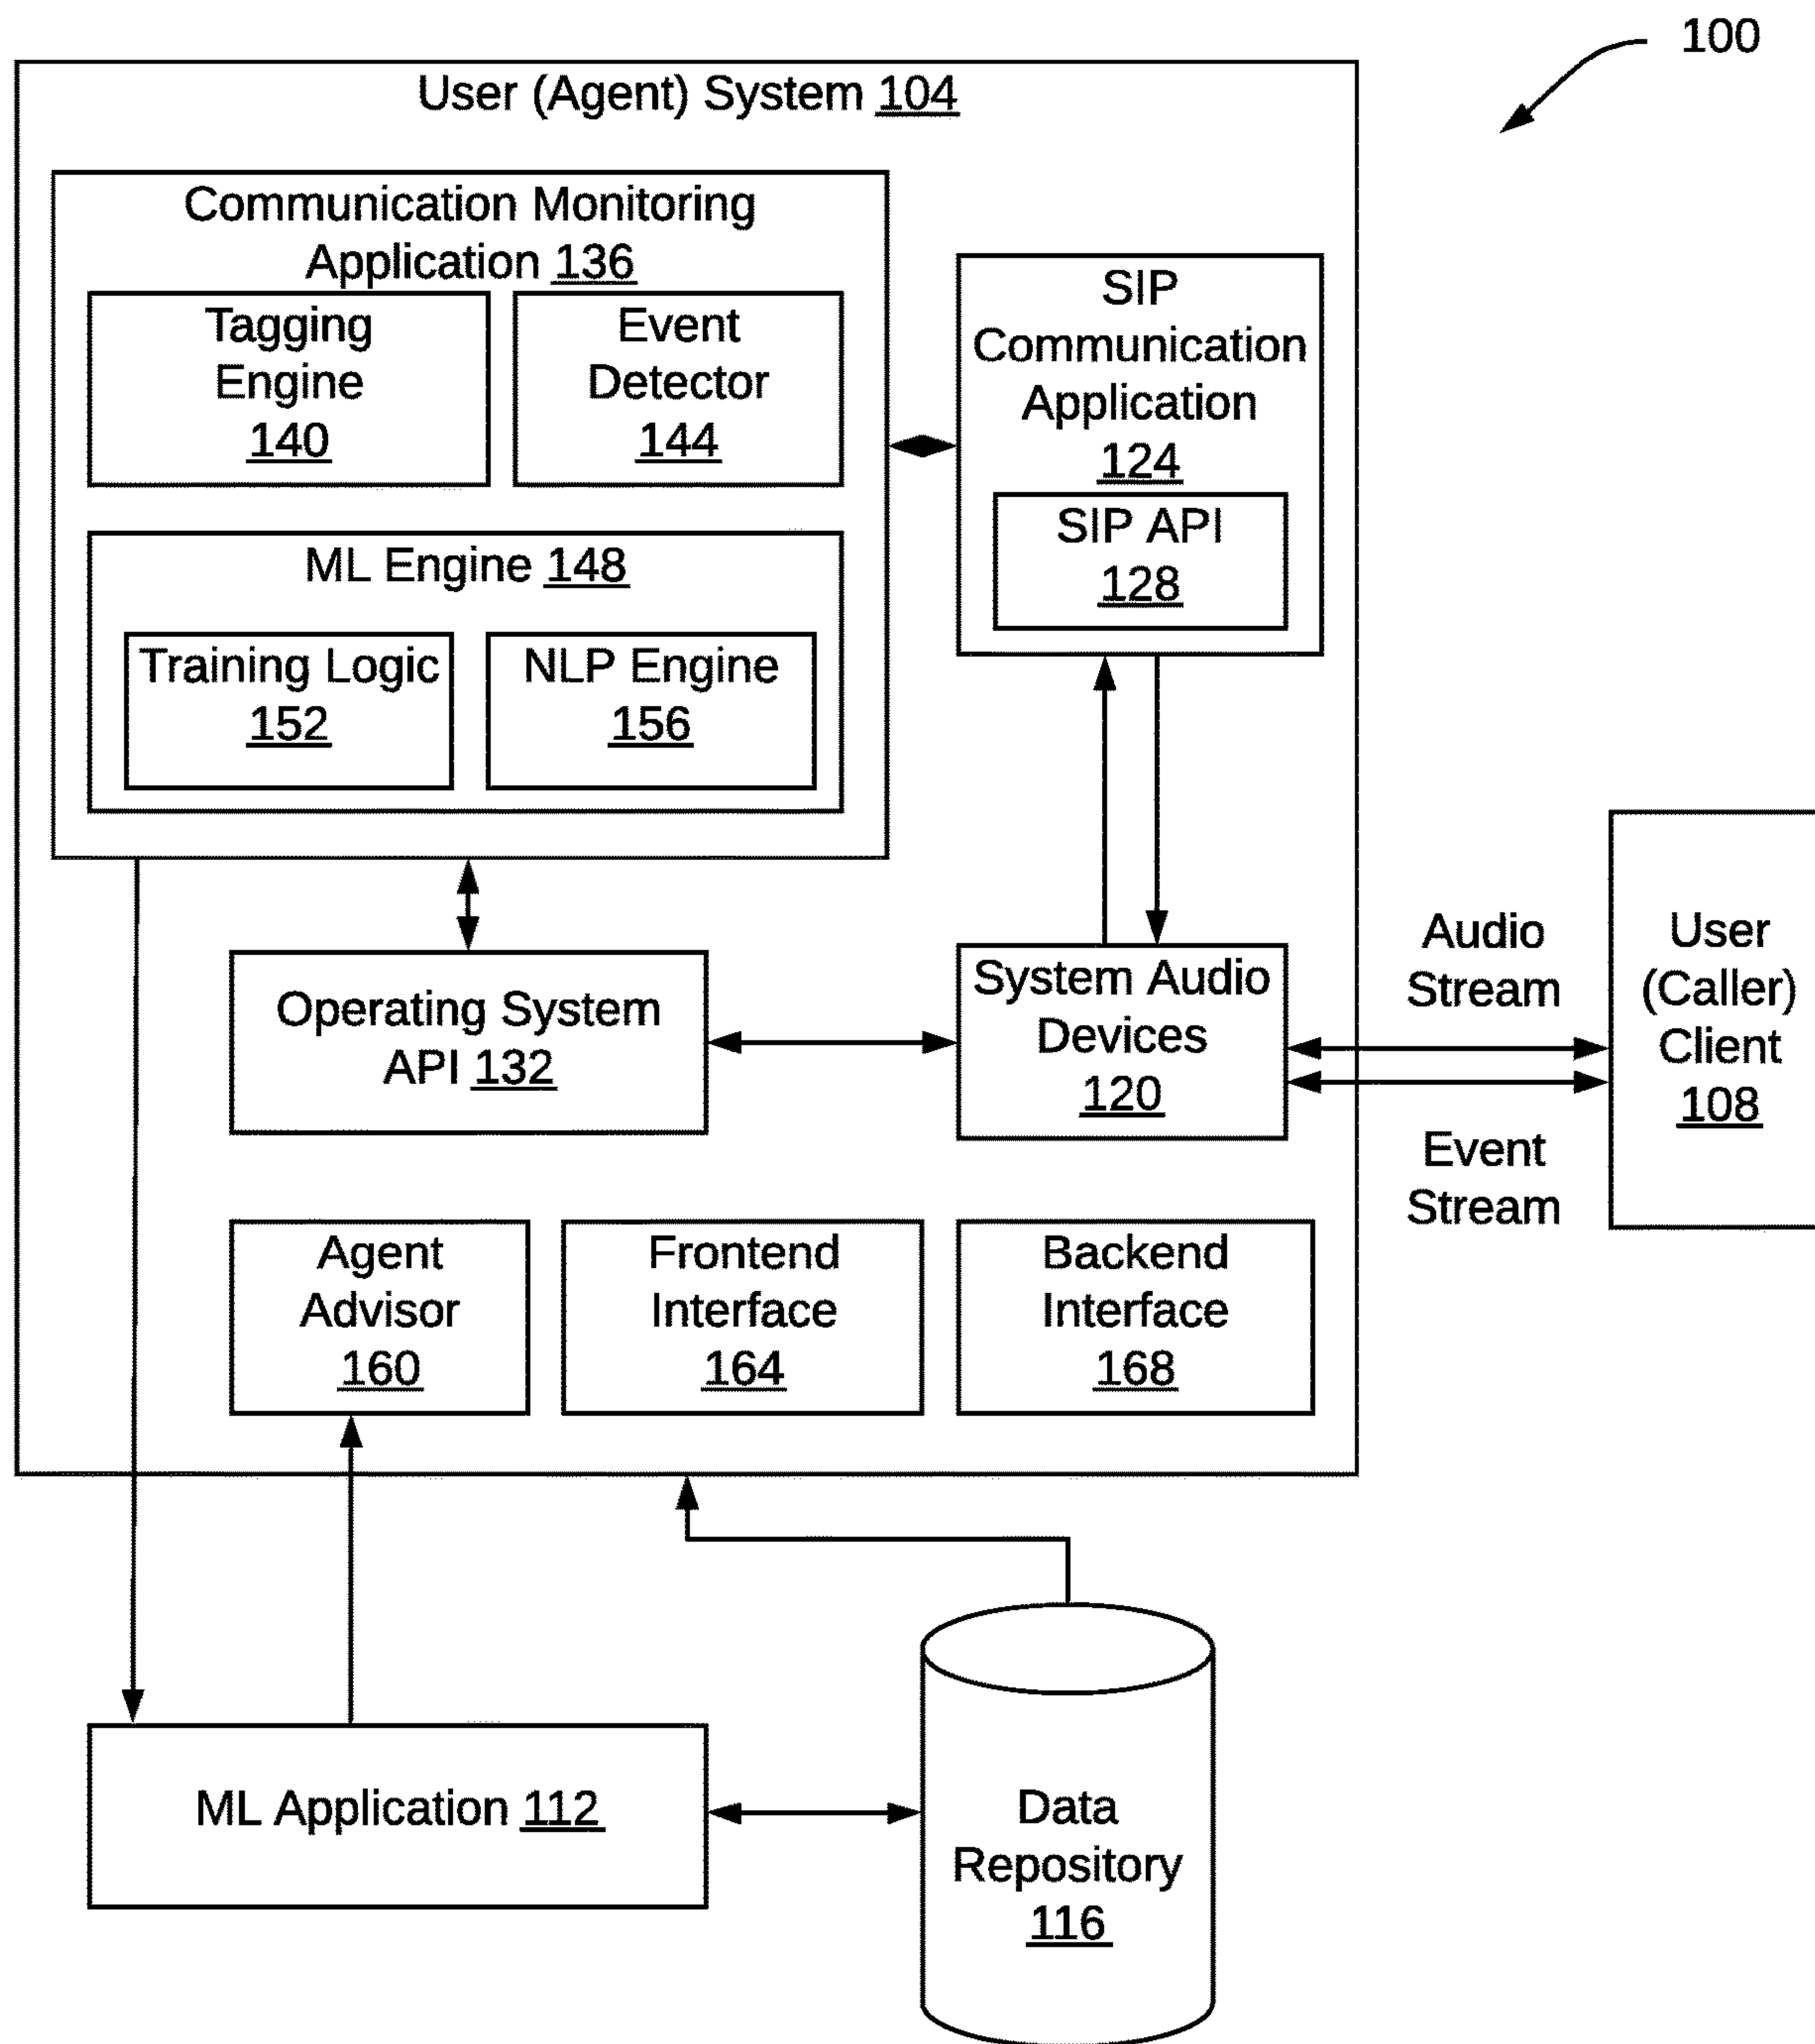 100
User (Agent) System 104
Communication Monitoring
Application 136
Tagging
Engine
140
Event
Detector
144
ML Engine 148
Training Logic
152
NLP Engine
156
SIP
Communication
Application
124
SIP API
128
Operating System
API 132
System Audio
Devices
120
Audio
Stream
Event
Stream
User
(Caller)
Client
108
Agent
Advisor
160
Frontend
Interface
164
Backend
Interface
168
ML Application 112
Data
Repository
116